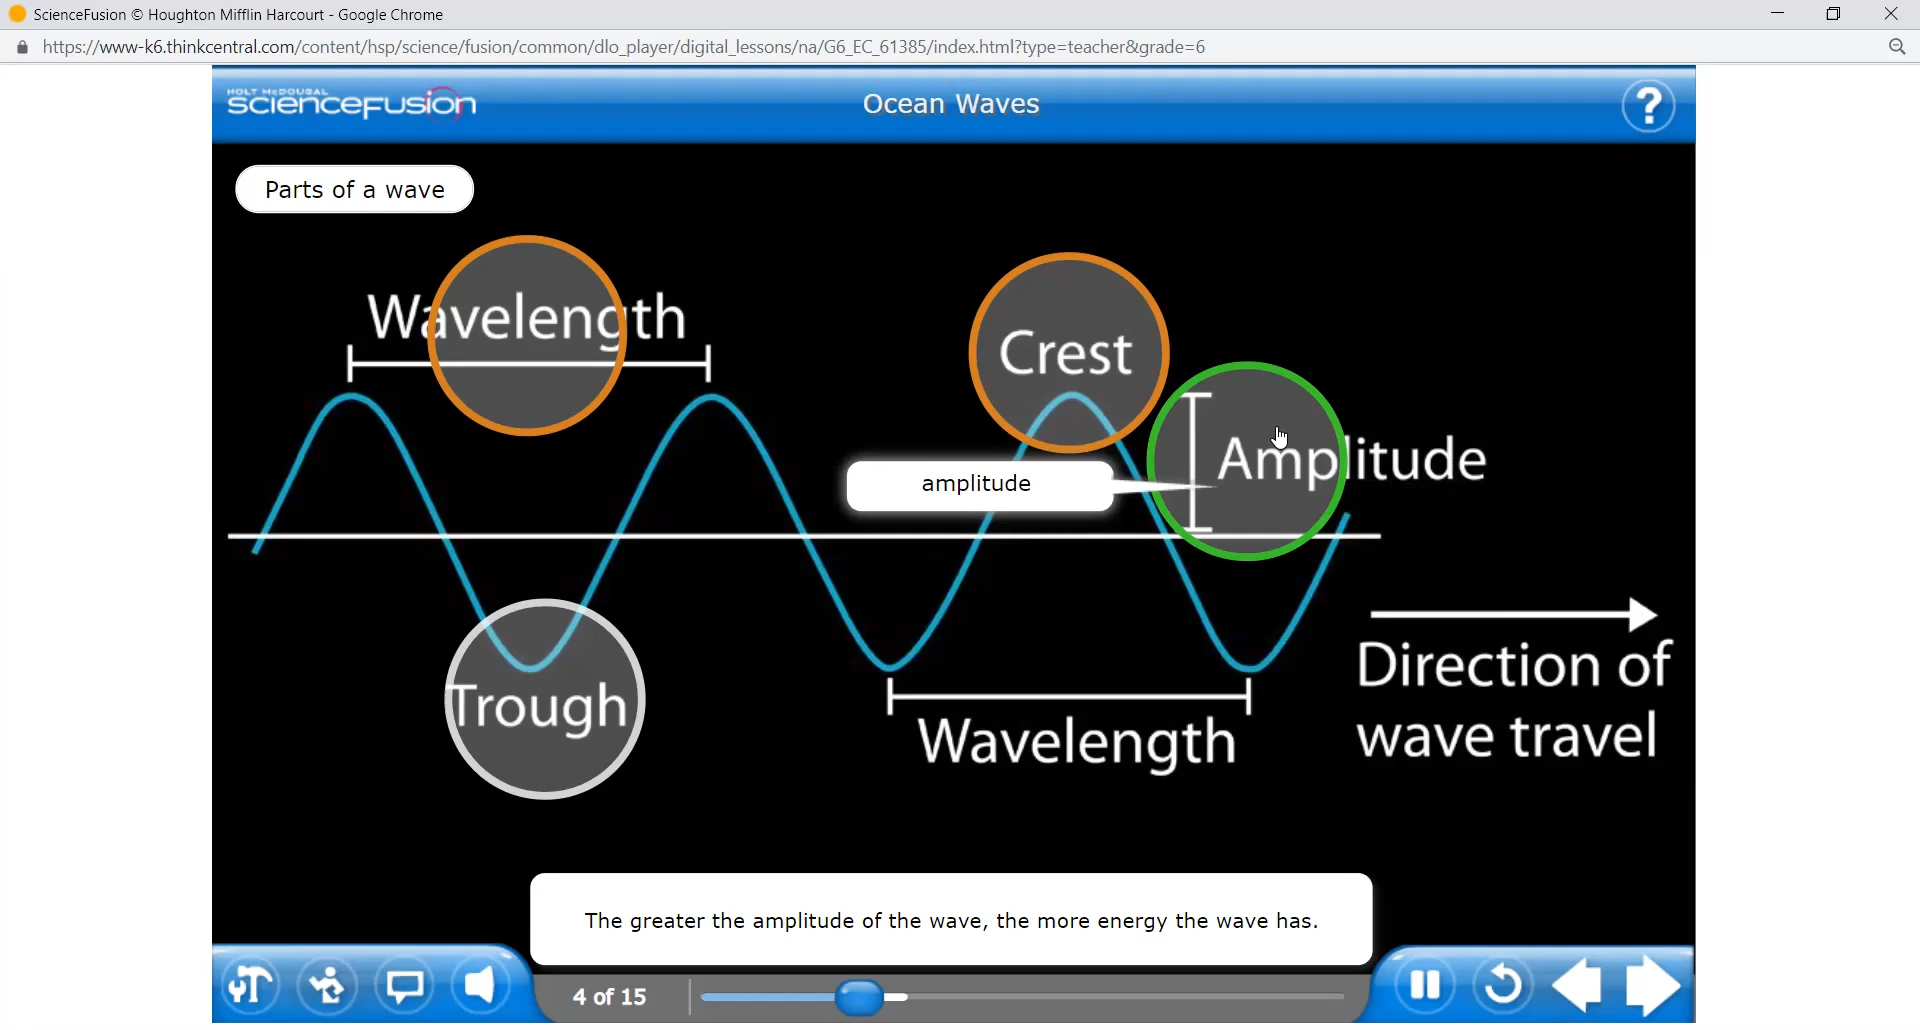 ScienceFusion © Houghton Mifflin Harcourt - Google Chrome
https://www-k6.thinkcentral.com/content/hsp/science/fusion/common/dlo_player/digital_lessons/na/G6_EC_61385/index.html?type=teacher&grade=6
HOLT McDOUGAL
scienceFusion
Ocean Waves
?
Parts of a wave
Wavelength
Crest
Amplitude
amplitude
Trough
Wavelength
Direction of
wave travel
The greater the amplitude of the wave, the more energy the wave has.
4 of 15